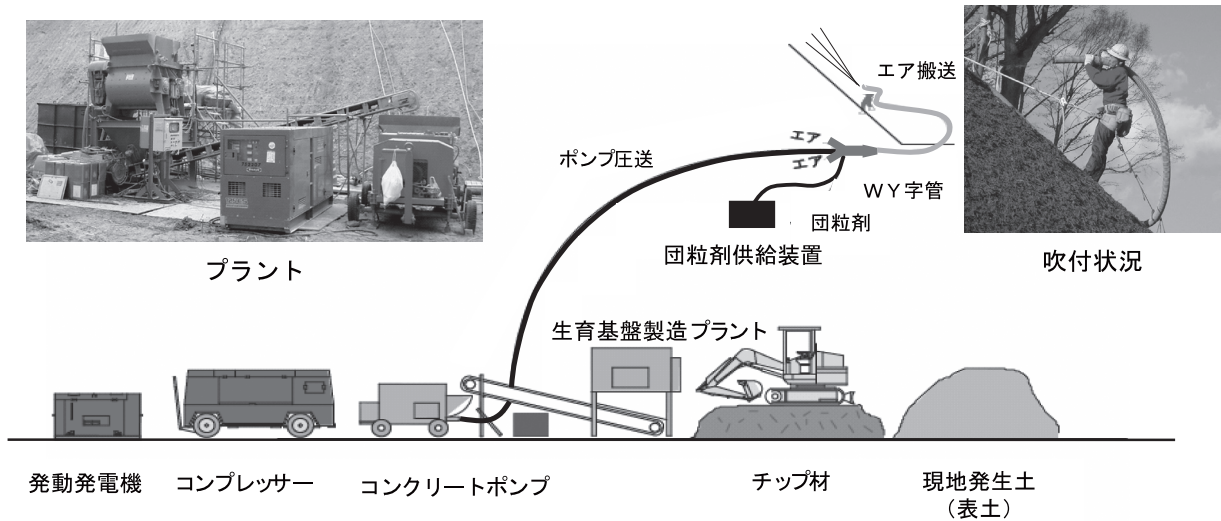 エア搬送
エア
エア
ポンプ圧送
WY字管
団粒剤
団粒剤供給装置
プラント
吹付状況
生育基盤製造プラント
発動発電機
コンプレッサー
コンクリートポンプ
チップ材
現地発生土
（表土）